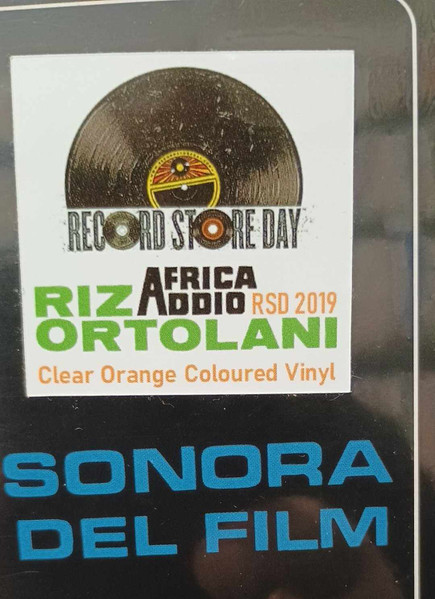 RECORD STORE DAY
RIZ AFRICA ADDIO RSD 2019
ORTOLANI
Clear Orange Coloured Vinyl
SONORA
DEL FILM